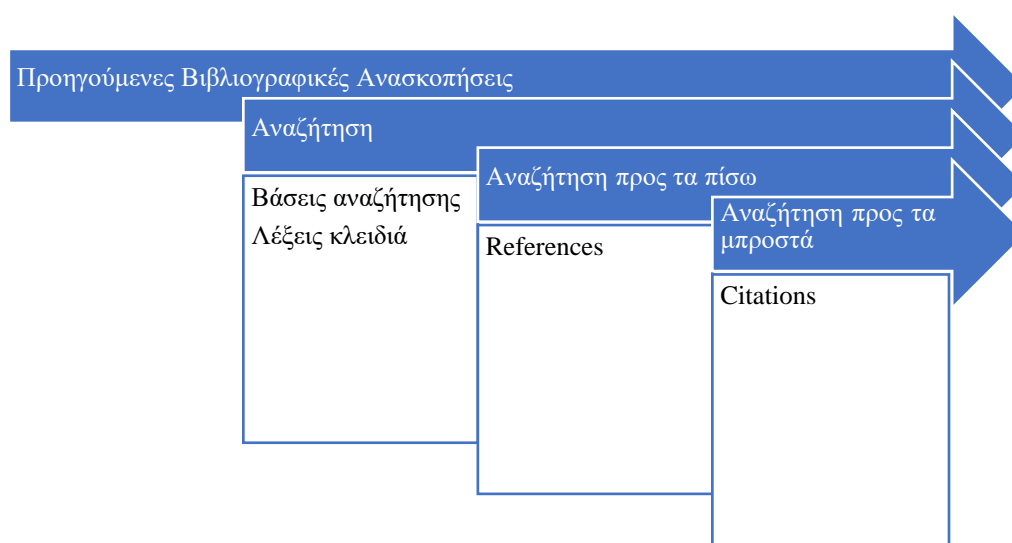 Προηγούμενες Βιβλιογραφικές Ανασκοπήσεις
Αναζήτηση
Βάσεις αναζήτησης
Λέξεις κλειδιά
Αναζήτηση προς τα πίσω
References
Αναζήτηση προς τα
μπροστά
Citations